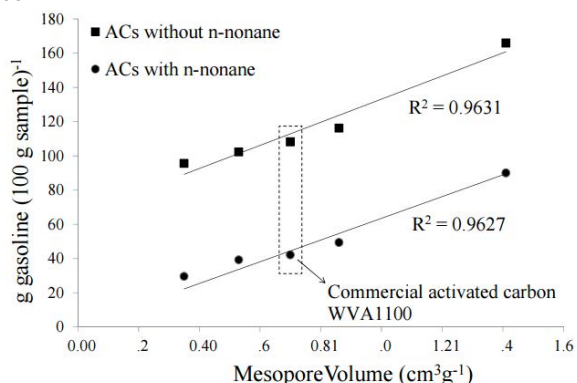 180
160
140
120
100
80
60
40
20
0
g gasoline (100 g sample)-1
ACs without n-nonane
ACs with n-nonane
R² = 0.9631
R² = 0.9627
Commercial activated carbon
WVA1100
0.00 .2 0.40 .6 0.81 .0 1.21 .4 1.6
MesoporeVolume (cm³g-1)